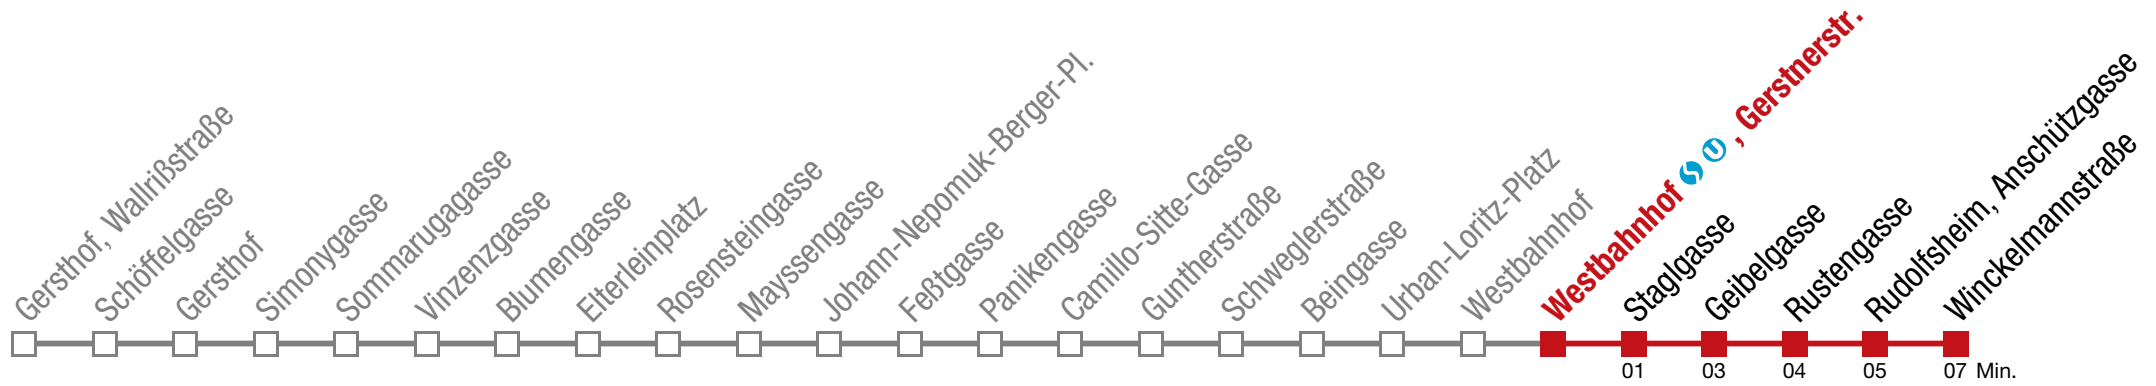 Gersthof, Wallrißstraße
Schöffelgasse
Gersthof
Simonygasse
Sommarugagasse
Vinzenzgasse
Blumengasse
Elterleinplatz
Rosensteingasse
Mayssengasse
Johann-Nepomuk-Berger-Pl.
Feßtgasse
Panikengasse
Camillo-Sitte-Gasse
Guntherstraße
Schweglerstraße
Beingasse
Urban-Loritz-Platz
Westbahnhof
Westbahnhof S U , Gerstnerstr.
Staglgasse
Geibelgasse
Rustengasse
Rudolfsheim, Anschützgasse
Winckelmannstraße
01 03 04 05 07 Min.